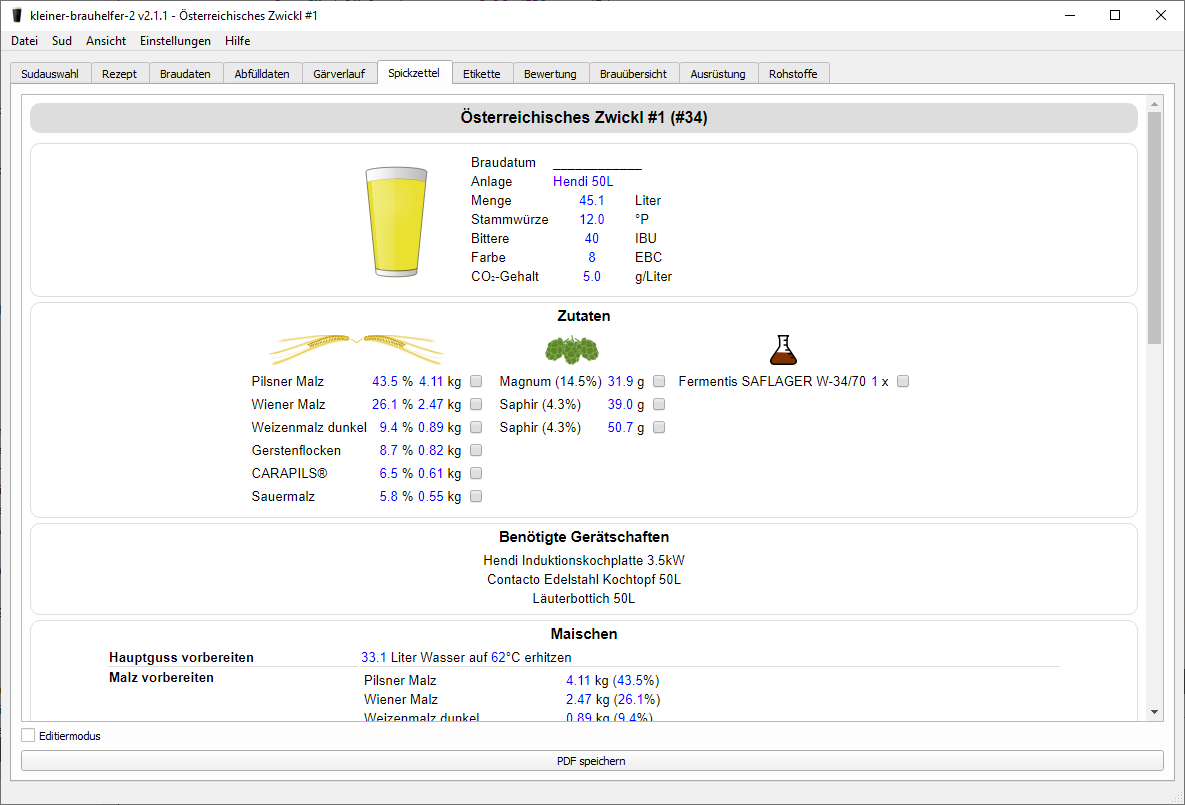 kleiner-brauhelfer-2 v2.1.1 - Österreichisches Zwickl #1
Datei Sud Ansicht Einstellungen Hilfe
Sudauswahl Rezept Braudaten Abfülldaten Gärverlauf Spickzettel Etikette Bewertung Brauübersicht Ausrüstung Rohstoffe
Österreichisches Zwickl #1 (#34)
Braudatum ____________
Anlage Hendi 50L
Menge 45.1 Liter
Stammwürze 12.0 °P
Bittere 40 IBU
Farbe 8 EBC
CO₂-Gehalt 5.0 g/Liter
Zutaten
Pilsner Malz 43.5 % 4.11 kg Magnum (14.5%) 31.9 g Fermentis SAFLAGER W-34/70 1 x
Wiener Malz 26.1 % 2.47 kg Saphir (4.3%) 39.0 g
Weizenmalz dunkel 9.4 % 0.89 kg Saphir (4.3%) 50.7 g
Gerstenflocken 8.7 % 0.82 kg
CARAPILS® 6.5 % 0.61 kg
Sauermalz 5.8 % 0.55 kg
Benötigte Gerätschaften
Hendi Induktionskochplatte 3.5kW
Contacto Edelstahl Kochtopf 50L
Läuterbottich 50L
Maischen
Hauptguss vorbereiten 33.1 Liter Wasser auf 62°C erhitzen
Malz vorbereiten
Pilsner Malz 4.11 kg (43.5%)
Wiener Malz 2.47 kg (26.1%)
Weizenmalz dunkel 0.89 kg (9.4%)
Editiermodus
PDF speichern